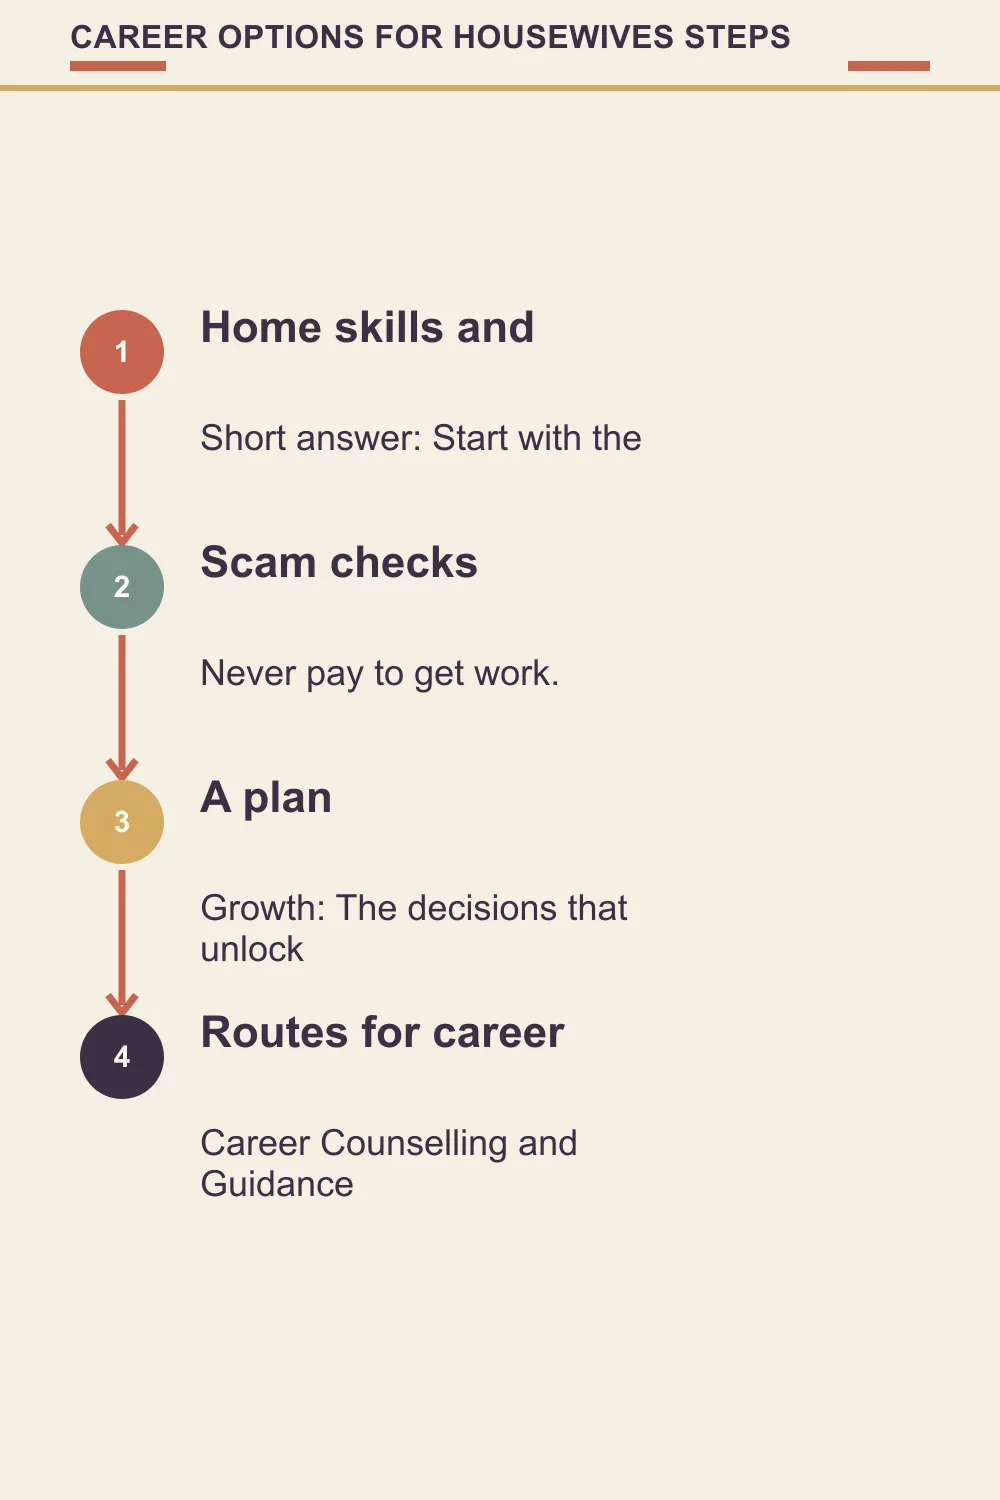 CAREER OPTIONS FOR HOUSEWIVES STEPS
1
Home skills and
Short answer: Start with the
2
Scam checks
Never pay to get work.
3
A plan
Growth: The decisions that
unlock
4
Routes for career
Career Counselling and
Guidance